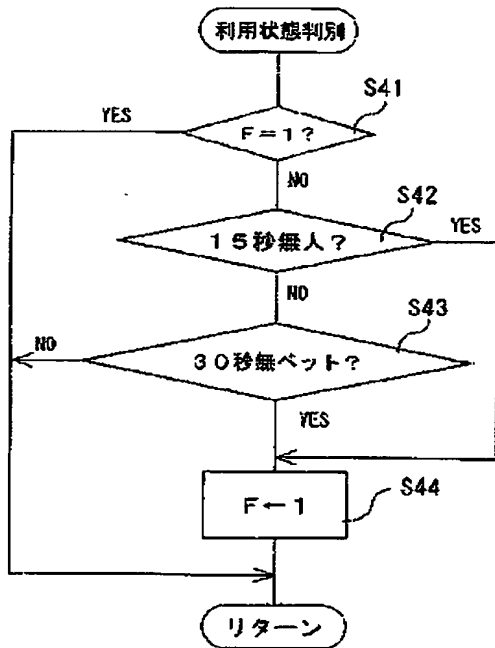 利用状態判別
S41
YES
F=1?
NO
S42
15秒無人?
YES
NO
S43
NO
30秒無ベット?
YES
S44
F←1
リターン